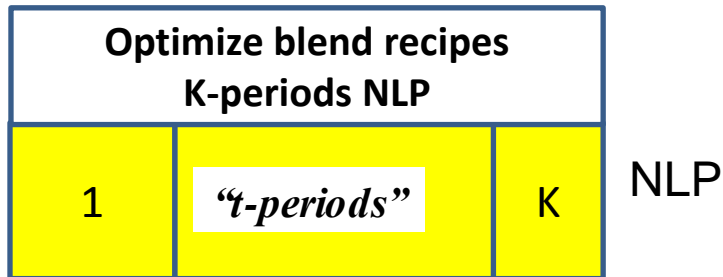 Optimize blend recipes
K-periods NLP
1 “t-periods” K NLP